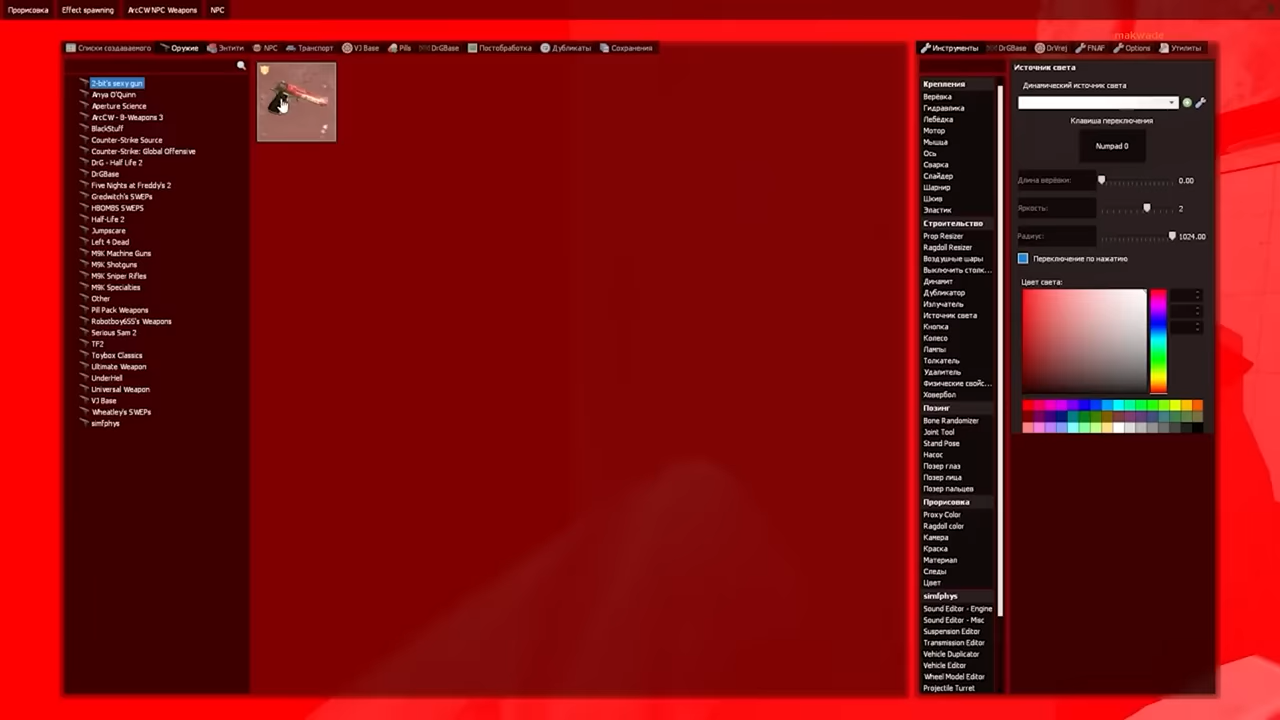 makwade
Прорисовка
Effect spawning
ArcCW NPC Weapons
NPC
Списки создаваемого
Оружие
Энтити
NPC
Транспорт
VJ Base
Pills
DrGBase
Постобработка
Дубликаты
Сохранения
2-bit's sexy gun
Anya O'Quinn
Aperture Science
ArcCW - B-Weapons 3
BlackStuff
Counter-Strike Source
Counter-Strike: Global Offensive
DrG - Half Life 2
DrGBase
Five Nights at Freddy's 2
Gredwitch's SWEPs
HBOMBS SWEPS
Half-Life 2
Jumpscare
Left 4 Dead
M9K Machine Guns
M9K Shotguns
M9K Sniper Rifles
M9K Specialties
Other
Pill Pack Weapons
Robotboy655's Weapons
Serious Sam 2
TF2
Toybox Classics
Ultimate Weapon
UnderHell
Universal Weapon
VJ Base
Wheatley's SWEPs
simfphys
Инструменты
DrGBase
DrVrej
FNAF
Options
Утилиты
Крепления
Верёвка
Гидравлика
Лебёдка
Мотор
Мышца
Ось
Сварка
Слайдер
Шарнир
Шкив
Эластик
Строительство
Prop Resizer
Ragdoll Resizer
Воздушные шары
Выключить столк...
Динамит
Дубликатор
Излучатель
Источник света
Кнопка
Колесо
Лампы
Толкатель
Удалитель
Физические свойс...
Ховербол
Позинг
Bone Randomizer
Joint Tool
Stand Pose
Насос
Позер глаз
Позер лица
Позер пальцев
Прорисовка
Proxy Color
Ragdoll color
Камера
Краска
Материал
Следы
Цвет
simfphys
Sound Editor - Engine
Sound Editor - Misc
Suspension Editor
Transmission Editor
Vehicle Duplicator
Vehicle Editor
Wheel Model Editor
Projectile Turret
Источник света
Динамический источник света
Клавиша переключения
Numpad 0
Длина верёвки:
0.00
Яркость:
2
Радиус:
1024.00
Переключение по нажатию
Цвет света: